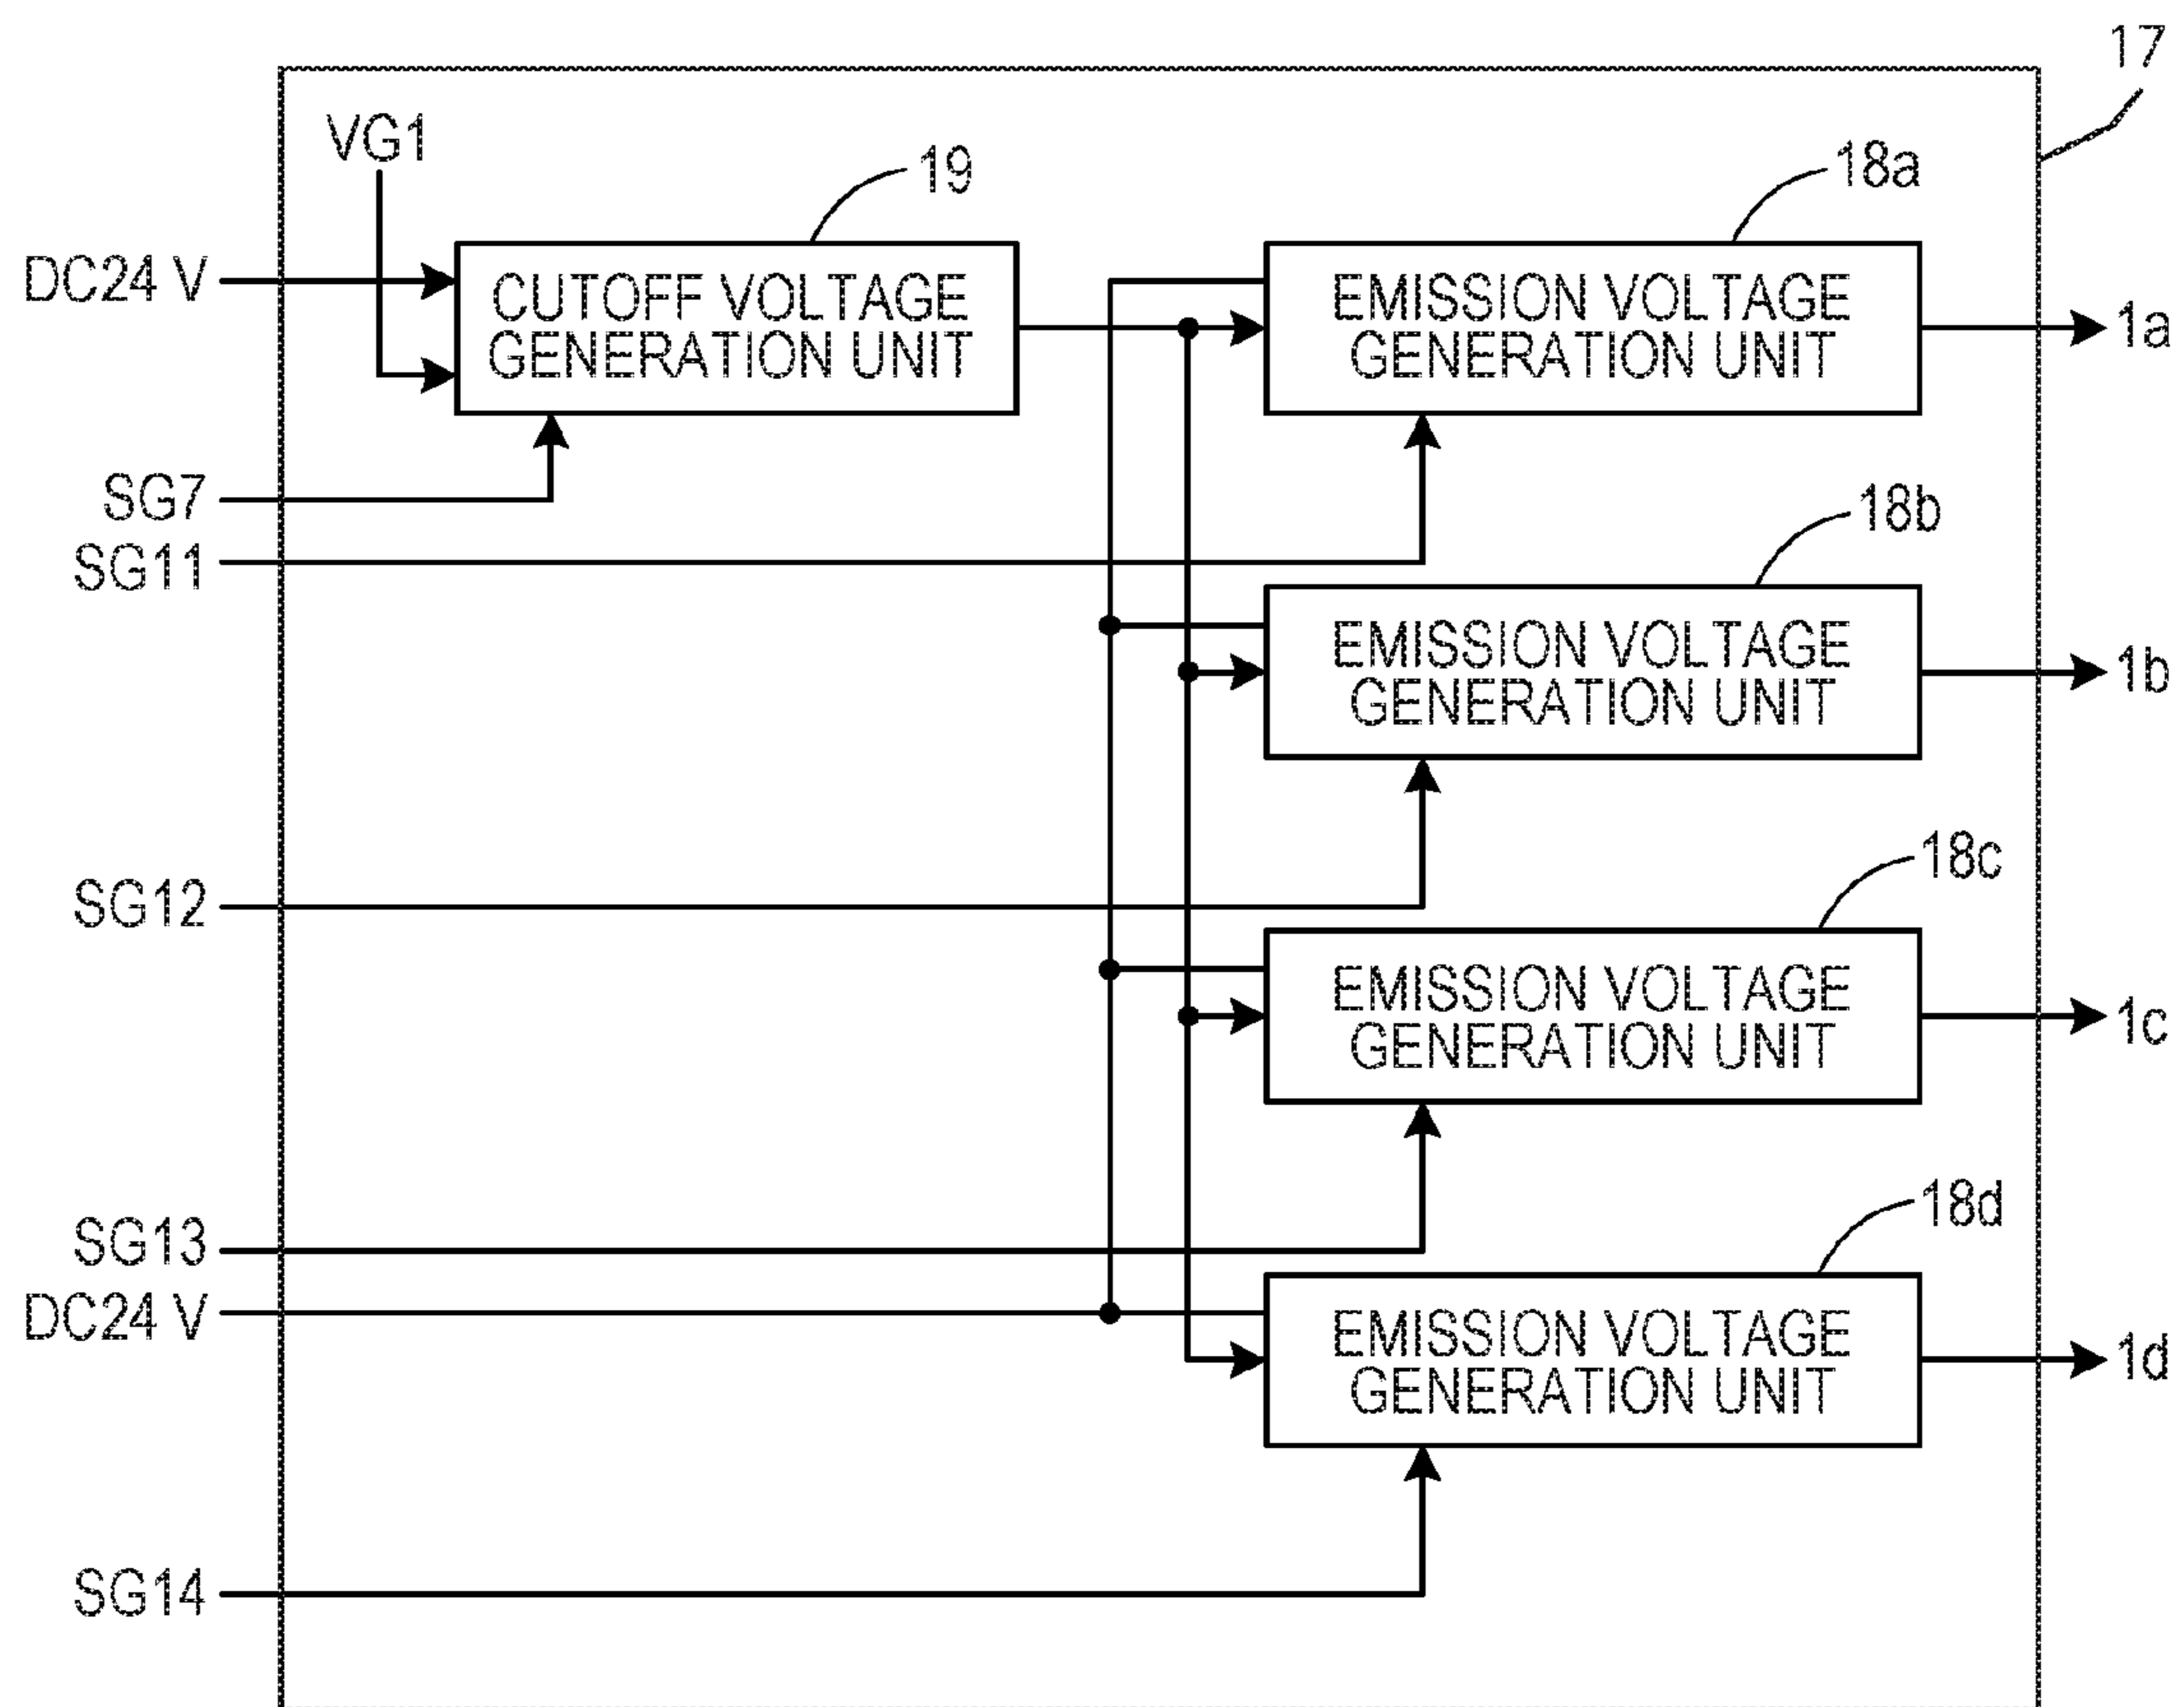 17
VG1
19
18a
DC24 V
CUTOFF VOLTAGE
GENERATION UNIT
EMISSION VOLTAGE
GENERATION UNIT
1a
SG7
18b
SG11
EMISSION VOLTAGE
GENERATION UNIT
1b
18c
SG12
EMISSION VOLTAGE
GENERATION UNIT
1c
18d
SG13
DC24 V
EMISSION VOLTAGE
GENERATION UNIT
1d
SG14